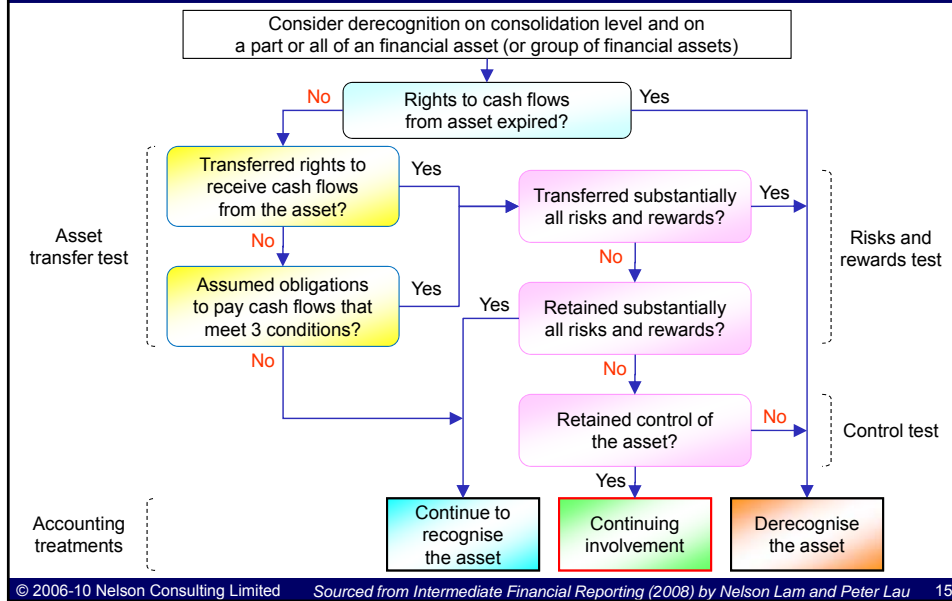 Consider derecognition on consolidation level and on
a part or all of an financial asset (or group of financial assets)
No
Rights to cash flows
from asset expired?
Yes
Transferred rights to
receive cash flows
from the asset?
Yes
Transferred substantially
all risks and rewards?
Yes
Asset
transfer test
No
No
Risks and
rewards test
Assumed obligations
to pay cash flows that
meet 3 conditions?
Yes
Yes
Retained substantially
all risks and rewards?
No
No
Retained control of
the asset?
No
Control test
Yes
Accounting
treatments
Continue to
recognise
the asset
Continuing
involvement
Derecognise
the asset
© 2006-10 Nelson Consulting Limited
Sourced from Intermediate Financial Reporting (2008) by Nelson Lam and Peter Lau